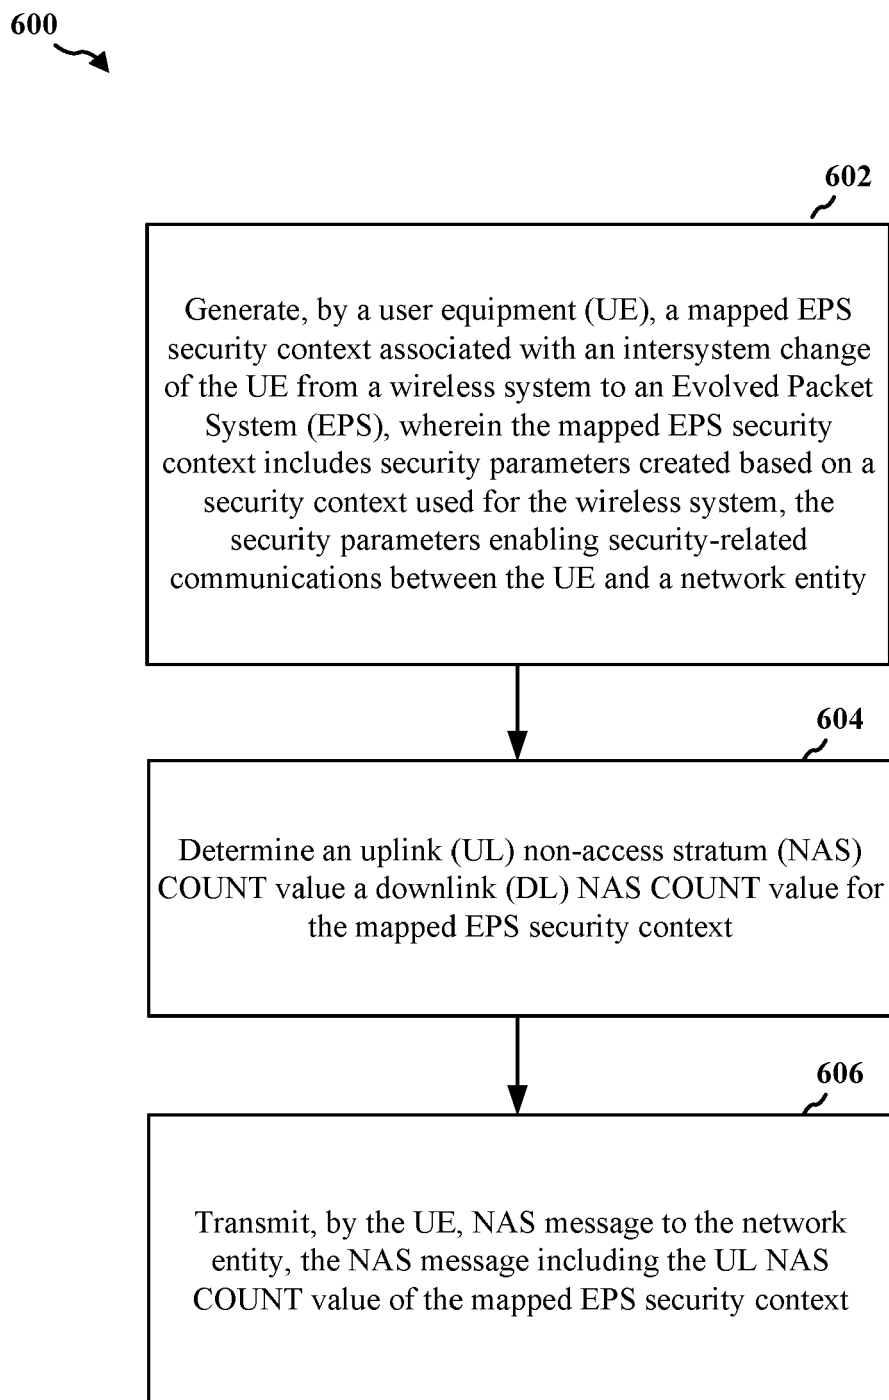 600
602
Generate, by a user equipment (UE), a mapped EPS
security context associated with an intersystem change
of the UE from a wireless system to an Evolved Packet
System (EPS), wherein the mapped EPS security
context includes security parameters created based on a
security context used for the wireless system, the
security parameters enabling security-related
communications between the UE and a network entity
604
Determine an uplink (UL) non-access stratum (NAS)
COUNT value a downlink (DL) NAS COUNT value for
the mapped EPS security context
606
Transmit, by the UE, NAS message to the network
entity, the NAS message including the UL NAS
COUNT value of the mapped EPS security context